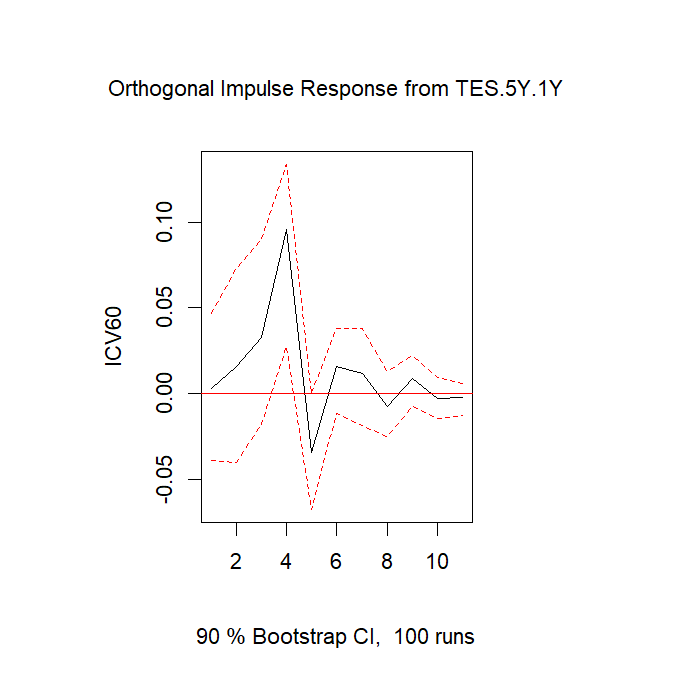 Orthogonal Impulse Response from TES.5Y.1Y
ICV60
0.10
0.05
0.00
-0.05
2 4 6 8 10
90 % Bootstrap CI,  100 runs